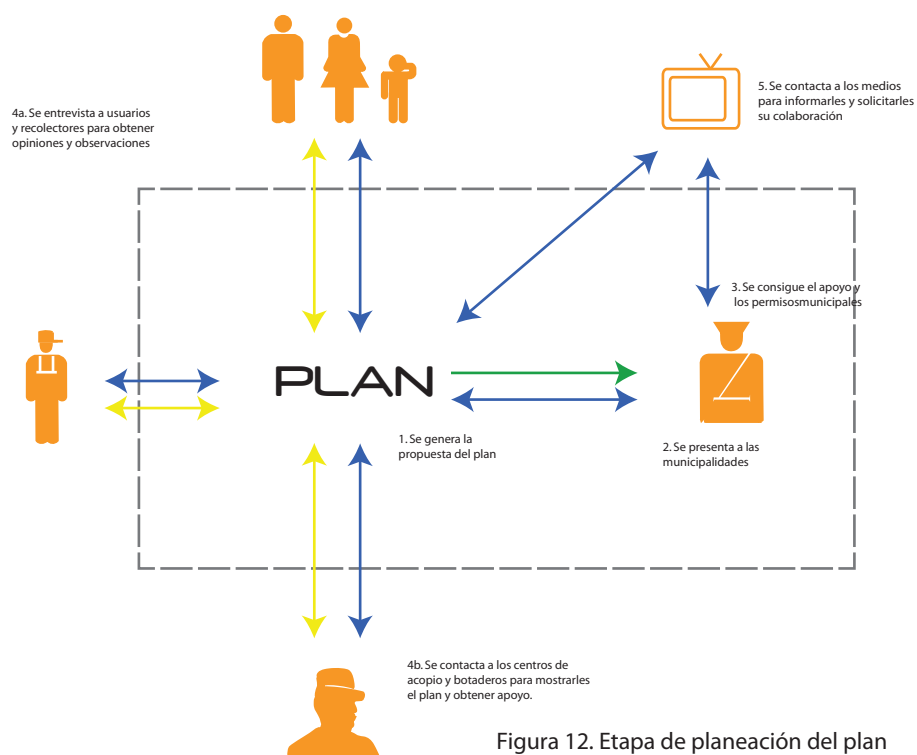 4a. Se entrevista a usuarios
y recolectores para obtener
opiniones y observaciones
5. Se contacta a los medios
para informarles y solicitarles
su colaboración
3. Se consigue el apoyo y
los permisosmunicipales
PLAN
1. Se genera la
propuesta del plan
2. Se presenta a las
municipalidades
4b. Se contacta a los centros de
acopio y botaderos para mostrarles
el plan y obtener apoyo.
Figura 12. Etapa de planeación del plan